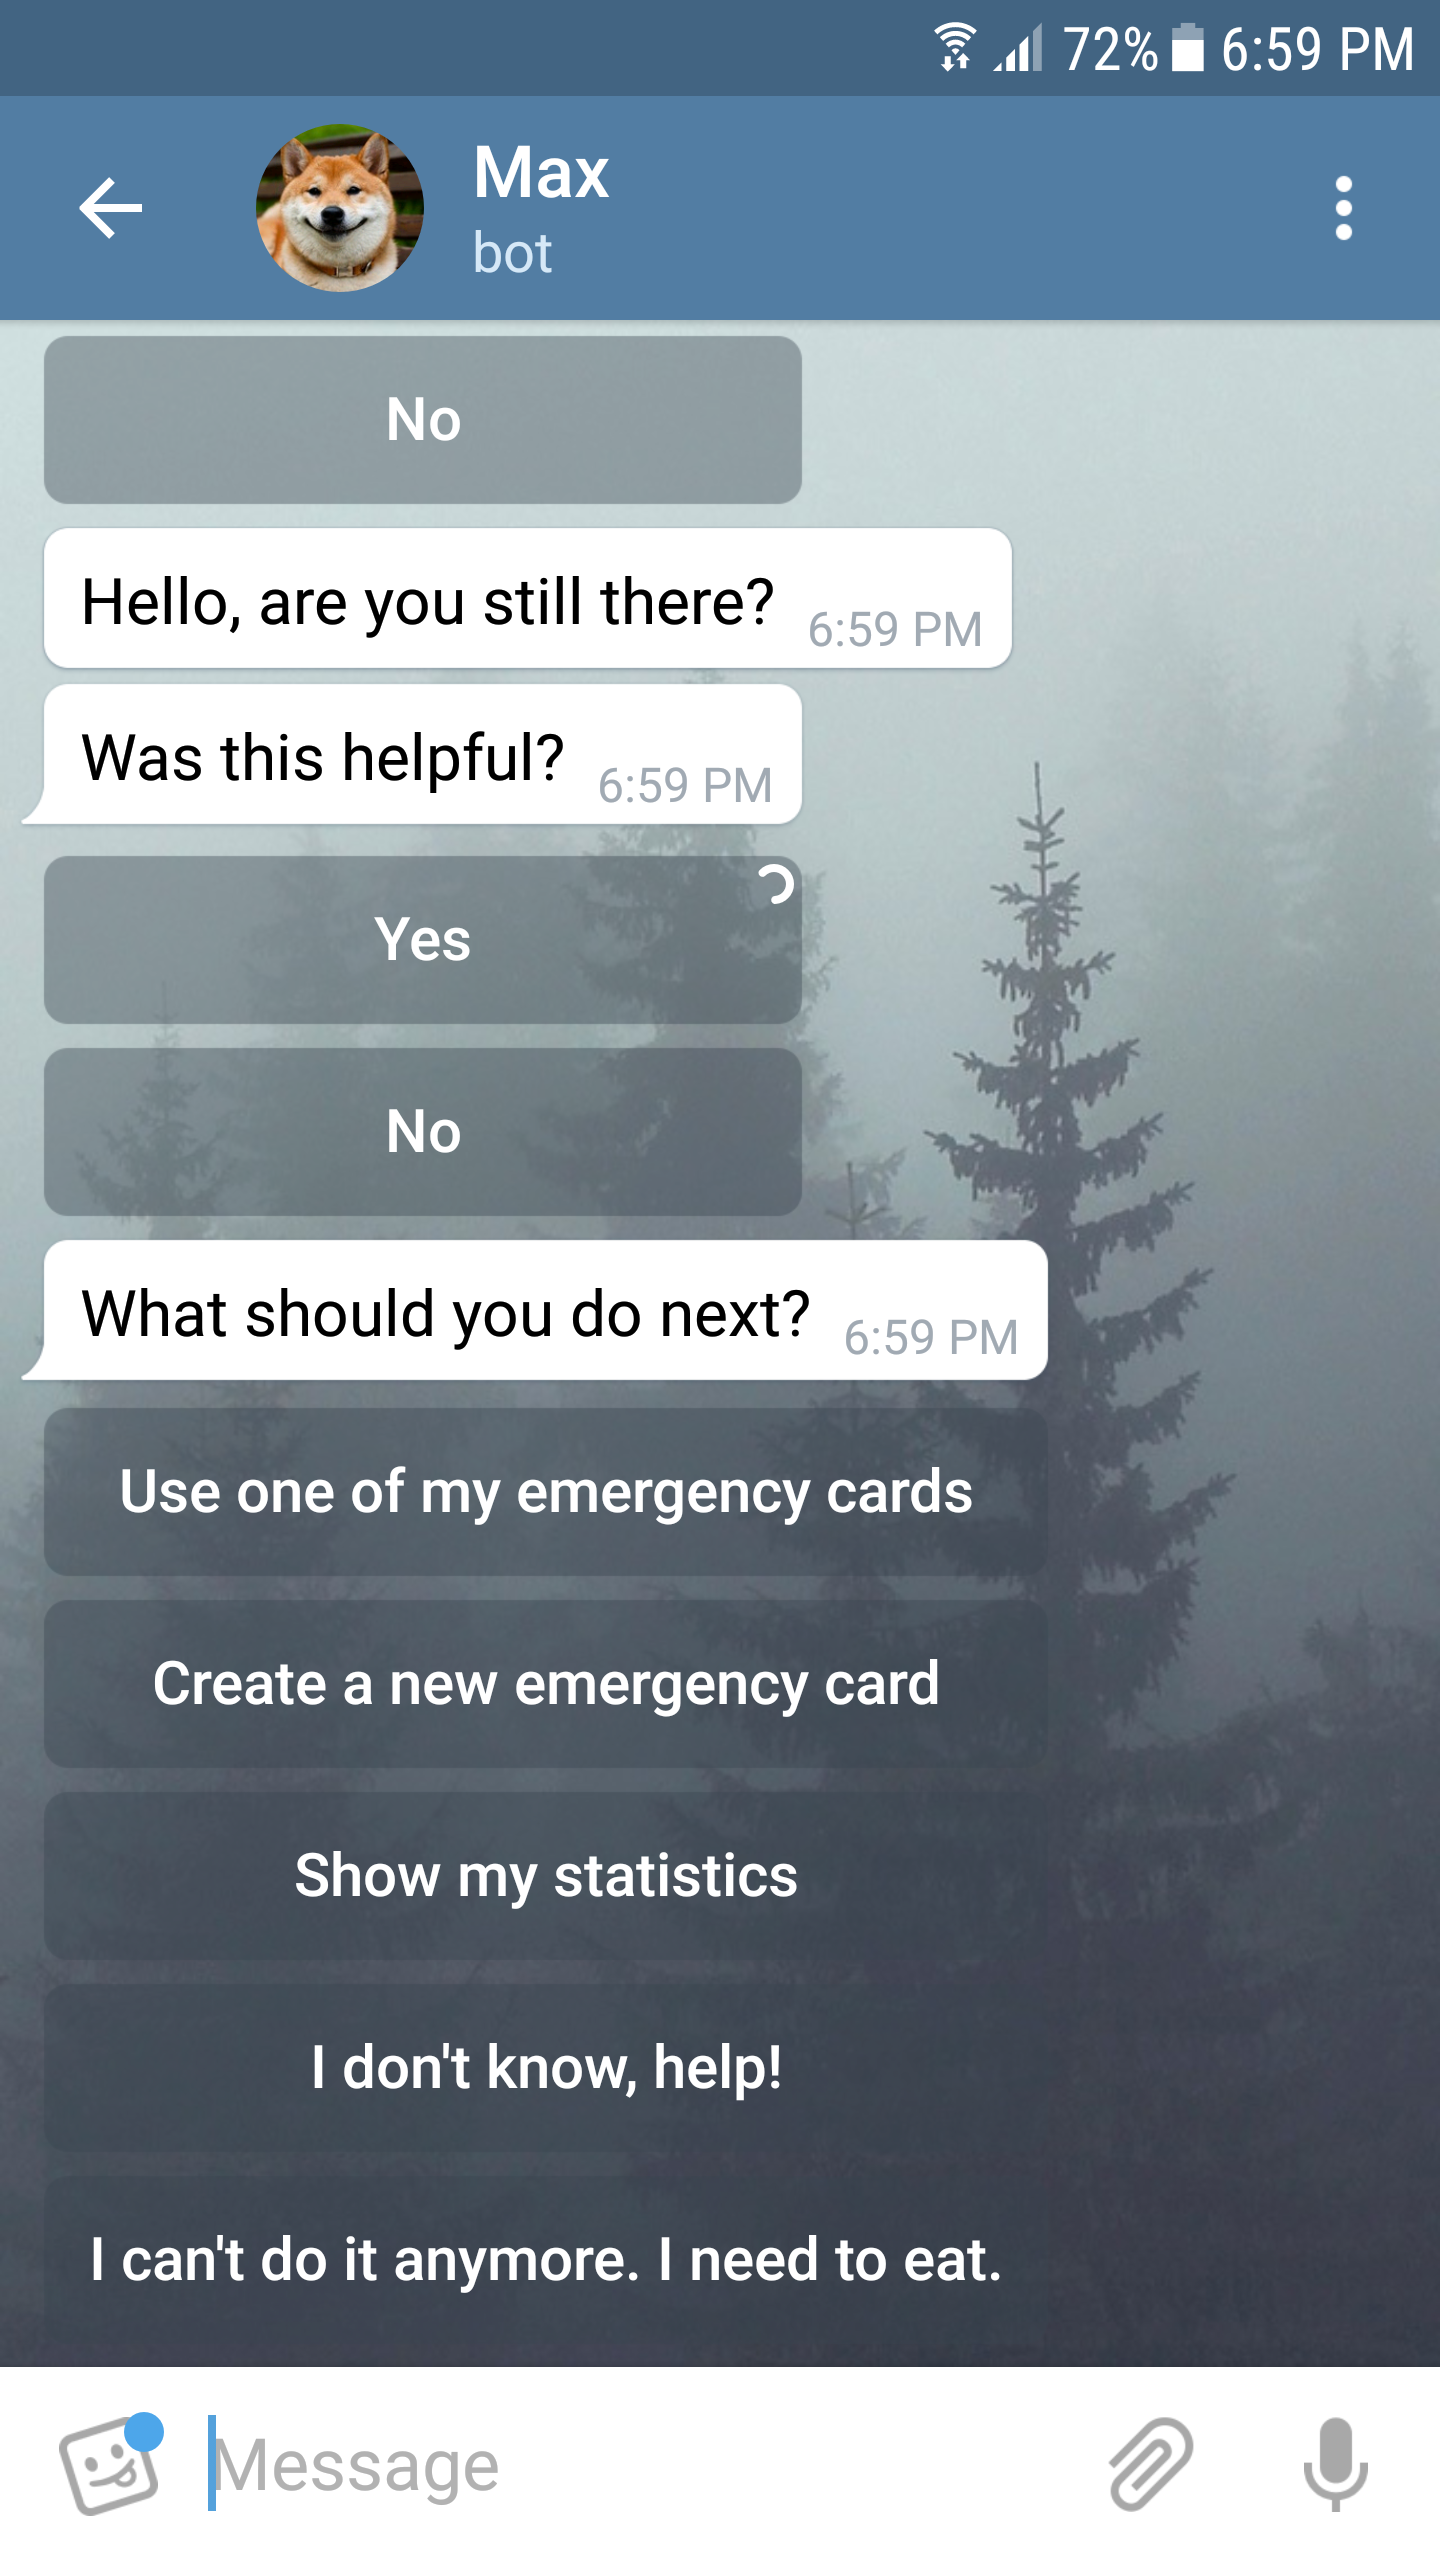 72% 6:59 PM
Max
bot
No
Hello, are you still there? 6:59 PM
Was this helpful? 6:59 PM
Yes
No
What should you do next? 6:59 PM
Use one of my emergency cards
Create a new emergency card
Show my statistics
I don't know, help!
I can't do it anymore. I need to eat.
Message